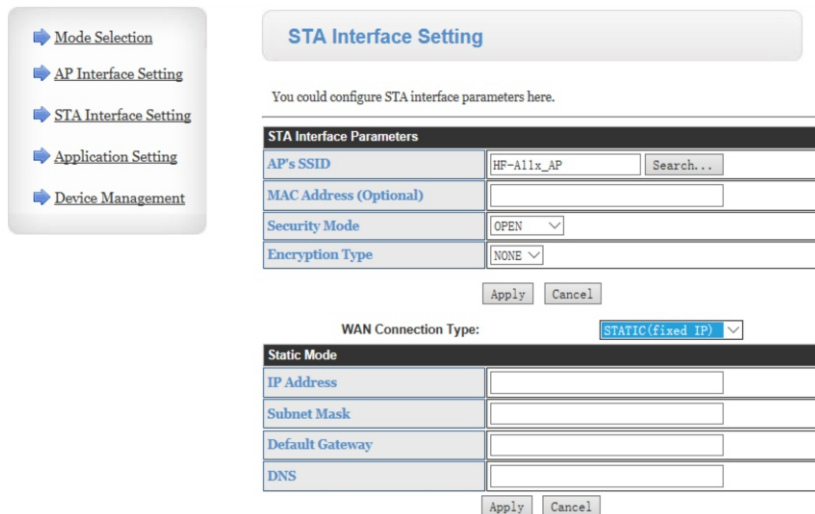 Mode Selection
AP Interface Setting
STA Interface Setting
Application Setting
Device Management
STA Interface Setting
You could configure STA interface parameters here.
STA Interface Parameters
AP's SSID HF-A11x_AP Search...
MAC Address (Optional)
Security Mode OPEN
Encryption Type NONE
Apply Cancel
WAN Connection Type: STATIC(fixed IP)
Static Mode
IP Address
Subnet Mask
Default Gateway
DNS
Apply Cancel